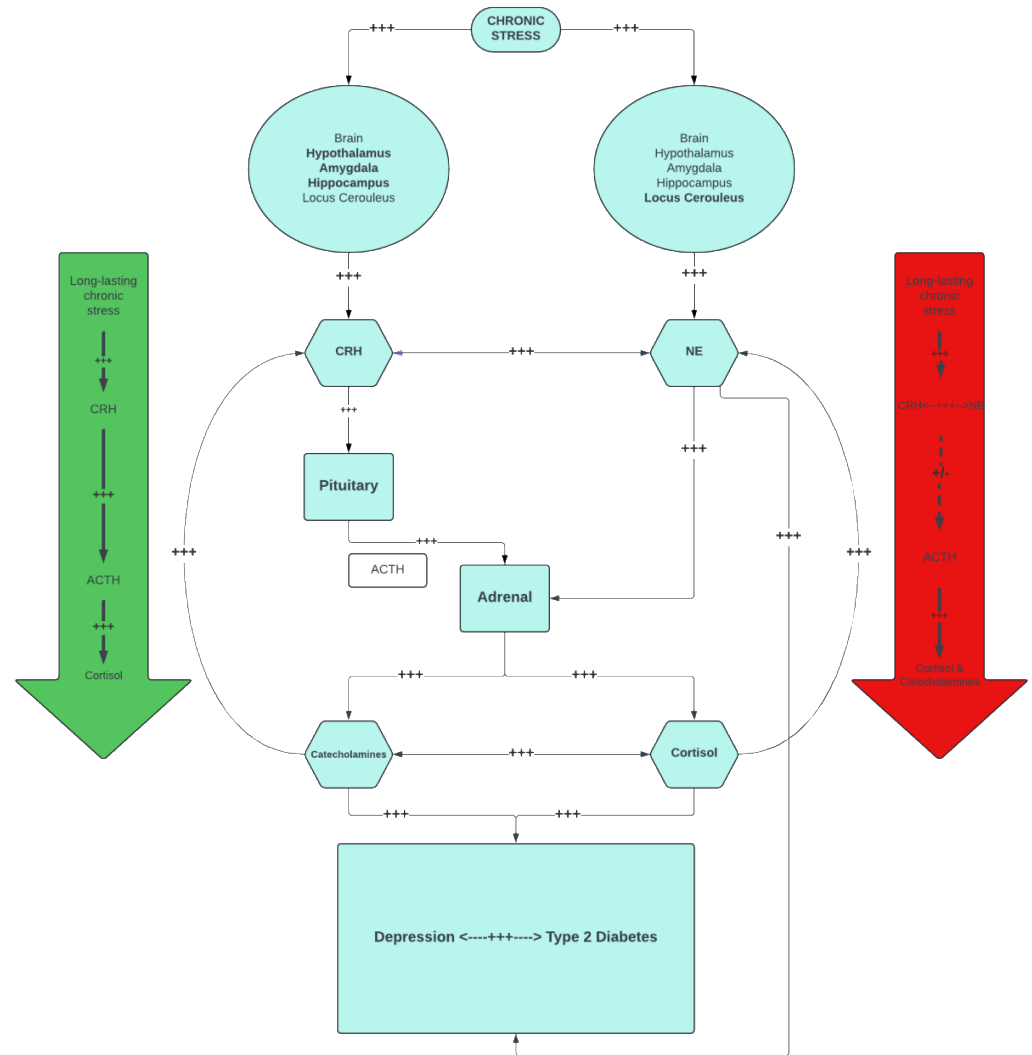 CHRONIC
STRESS
+++
+++
Brain
Hypothalamus
Amygdala
Hippocampus
Locus Cerouleus
Brain
Hypothalamus
Amygdala
Hippocampus
Locus Cerouleus
+++
+++
Long-lasting
chronic
stress
+++
CRH
+++
ACTH
+++
Cortisol
CRH
+++
NE
+++
Pituitary
+++
ACTH
+++
Adrenal
+++
+++
+++
+++
+++
Catecholamines
+++
Cortisol
+++
+++
Depression <----+++----> Type 2 Diabetes
Long-lasting
chronic
stress
+++
CRH<--+++-->NE
+/-
ACTH
+++
Cortisol &
Catecholamines